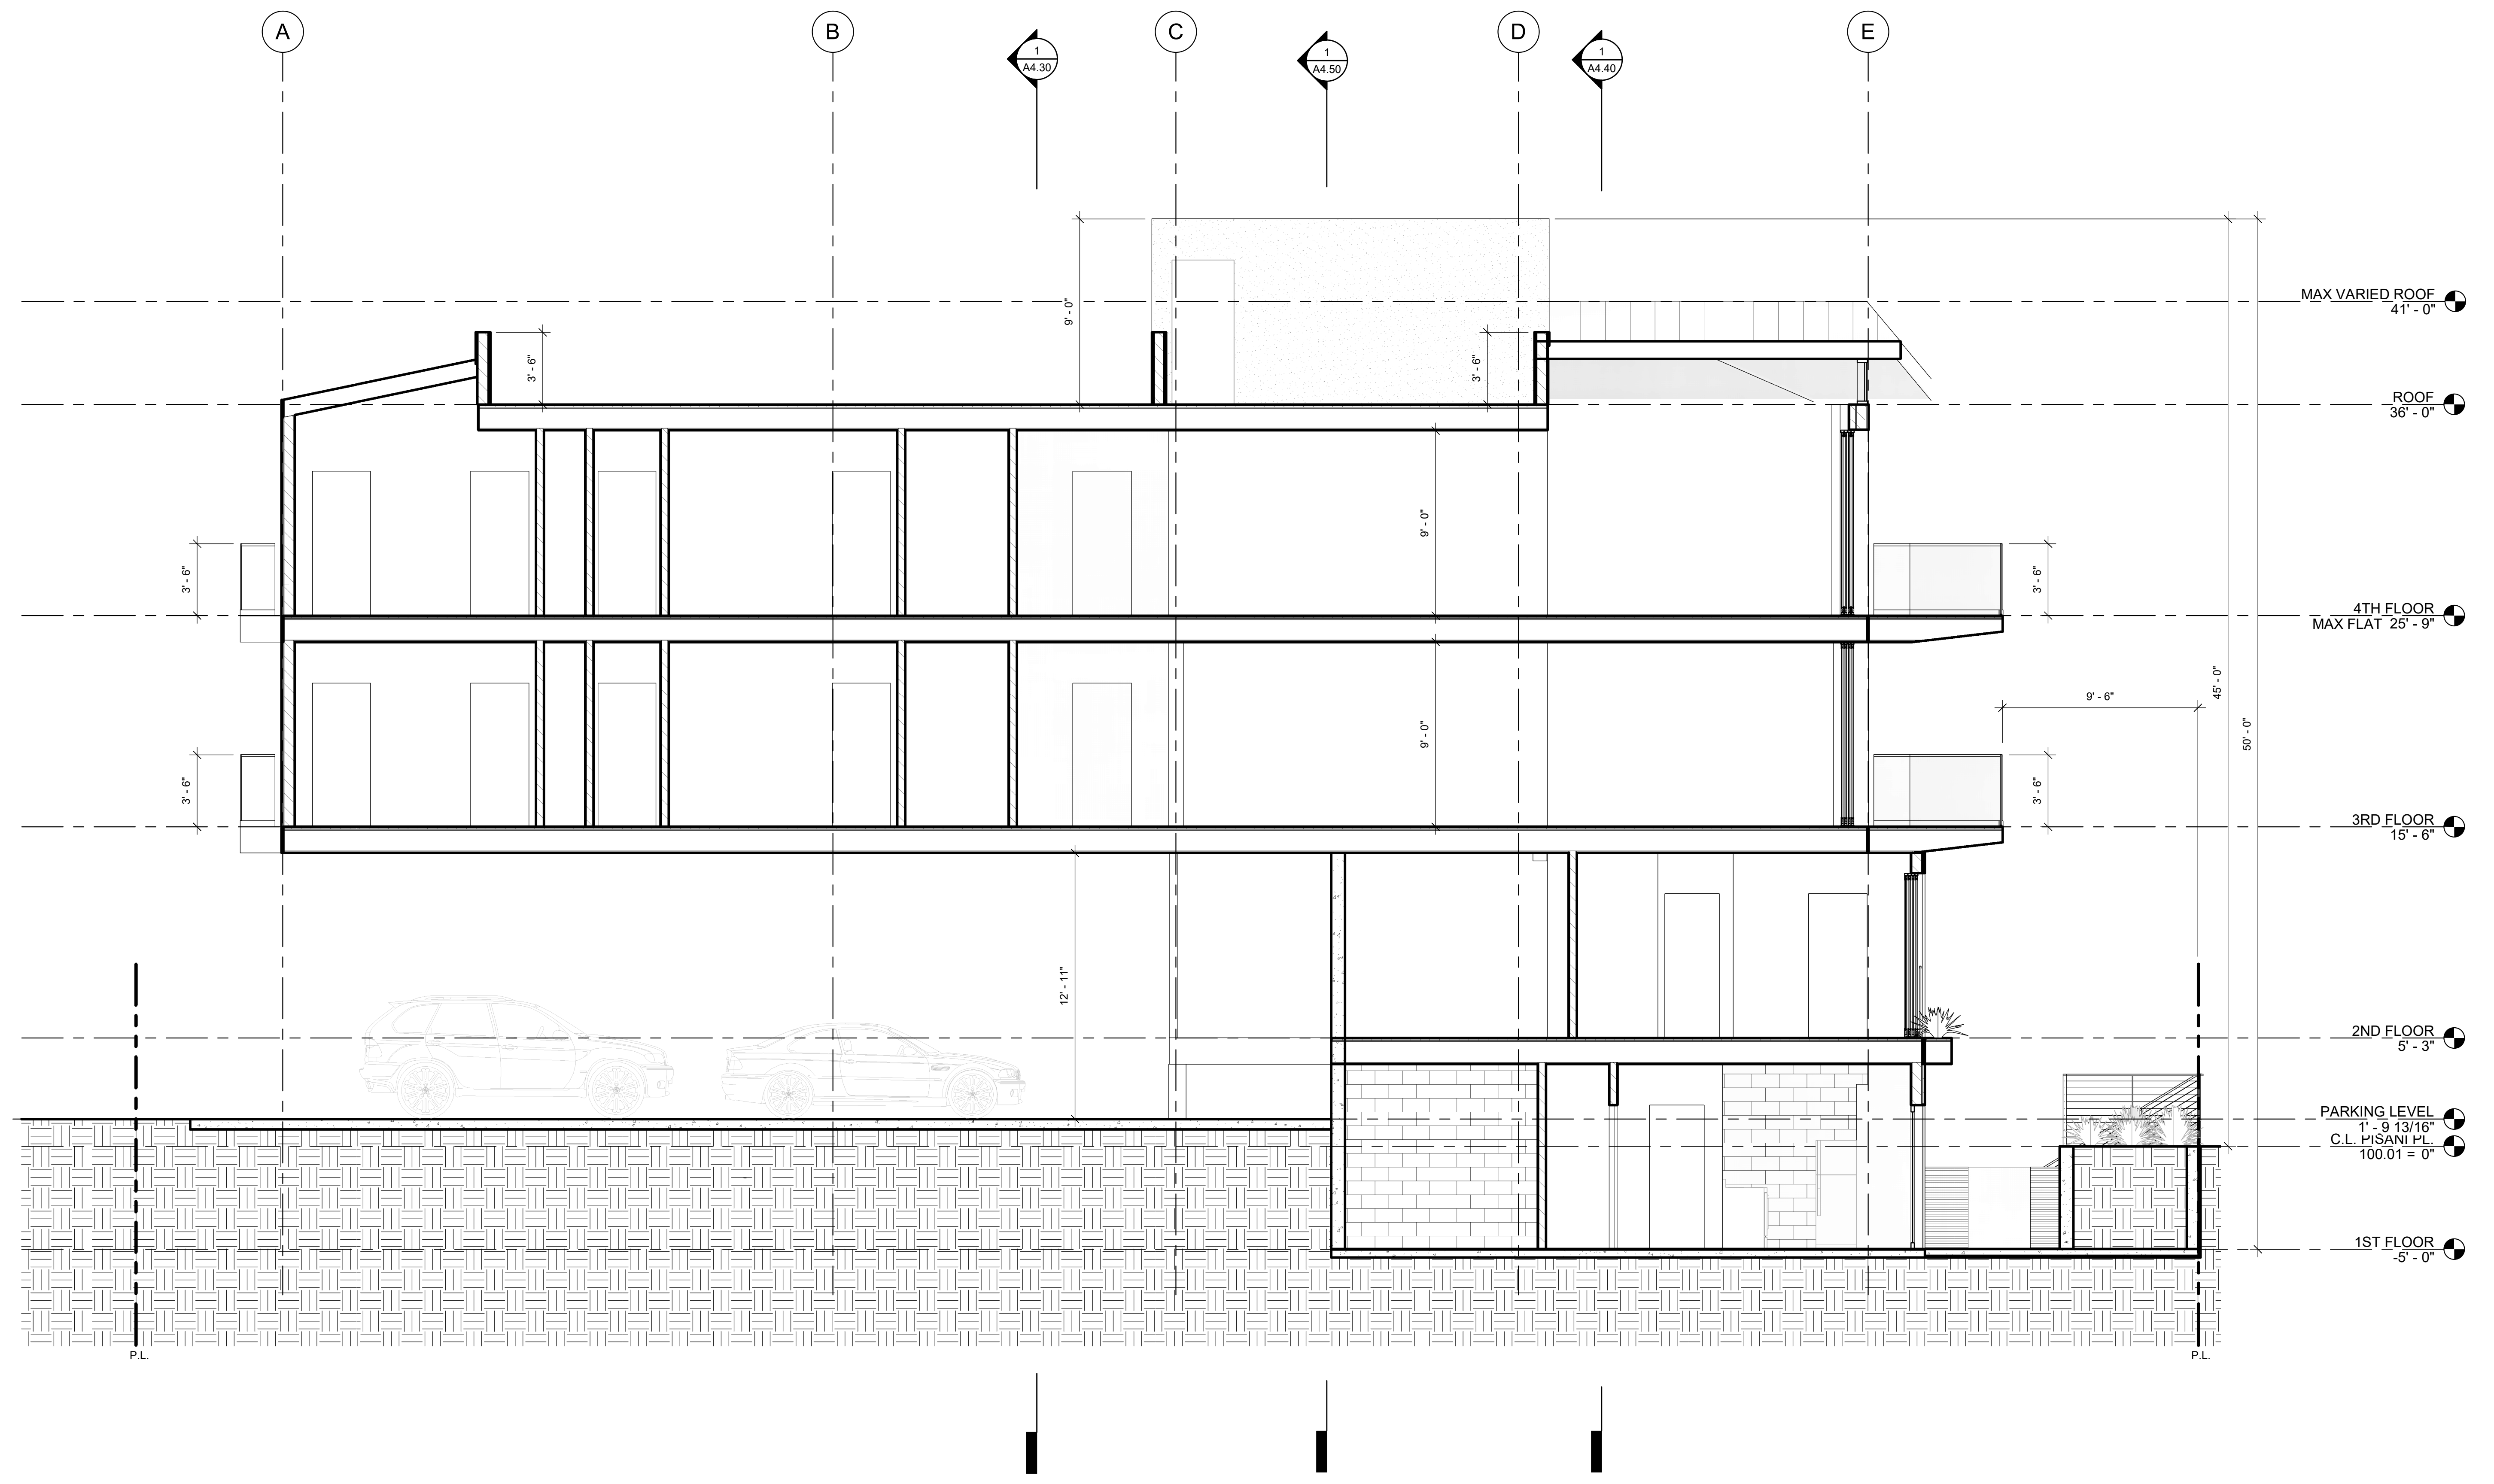 A
B
C
D
E
1
A4.30
1
A4.50
1
A4.40
9' - 0"
MAX VARIED ROOF
41' - 0"
3' - 6"
3' - 6"
ROOF
36' - 0"
9' - 0"
3' - 6"
3' - 6"
4TH FLOOR
MAX FLAT 25' - 9"
45' - 0"
9' - 6"
50' - 0"
9' - 0"
3' - 6"
3' - 6"
3RD FLOOR
15' - 6"
12' - 11"
2ND FLOOR
5' - 3"
PARKING LEVEL
1' - 9 13/16"
C.L. PISANI PL.
100.01 = 0"
1ST FLOOR
-5' - 0"
P.L.
P.L.